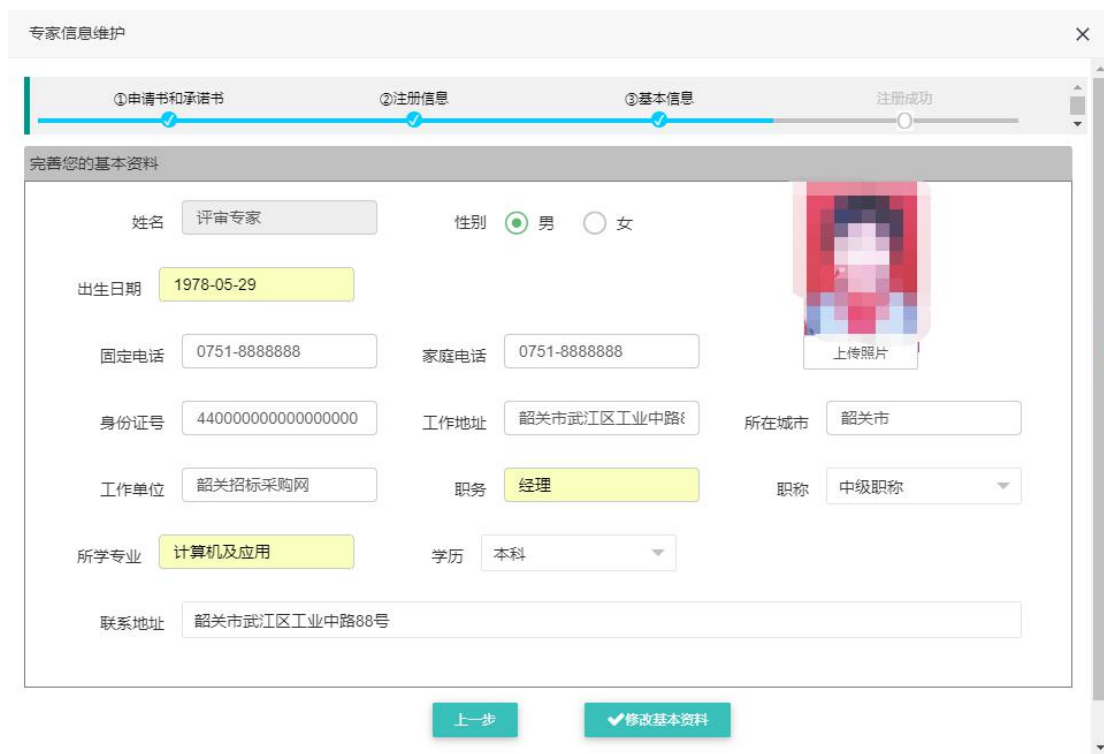 专家信息维护
①申请书和承诺书 ②注册信息 ③基本信息 注册成功
完善您的基本资料
姓名 评审专家 性别 男 女
出生日期 1978-05-29
固定电话 0751-8888888 家庭电话 0751-8888888 上传照片
身份证号 440000000000000000 工作地址 韶关市武江区工业中路 所在城市 韶关市
工作单位 韶关招标采购网 职务 经理 职称 中级职称
所学专业 计算机及应用 学历 本科
联系地址 韶关市武江区工业中路88号
上一步 修改基本资料